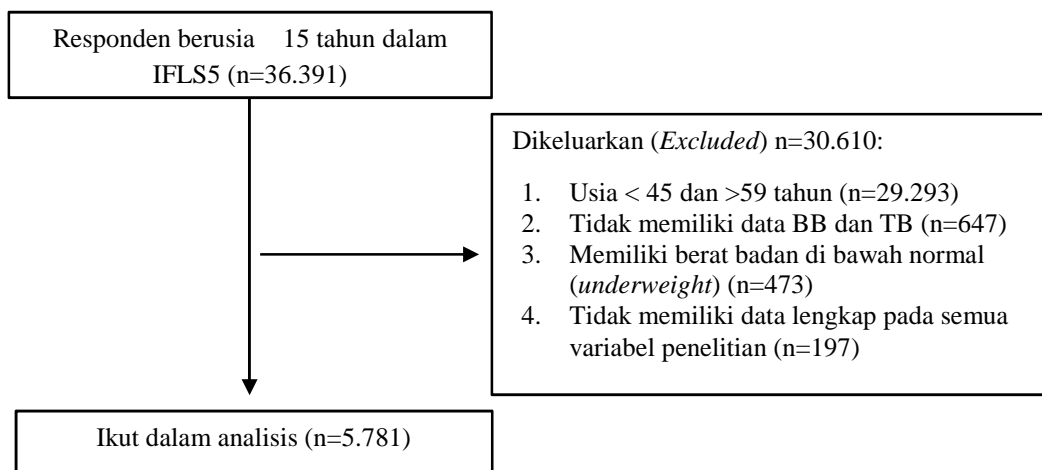 Responden berusia 15 tahun dalam
IFLS5 (n=36.391)
Dikeluarkan (Excluded) n=30.610:
1. Usia < 45 dan >59 tahun (n=29.293)
2. Tidak memiliki data BB dan TB (n=647)
3. Memiliki berat badan di bawah normal
(underweight) (n=473)
4. Tidak memiliki data lengkap pada semua
variabel penelitian (n=197)
Ikut dalam analisis (n=5.781)